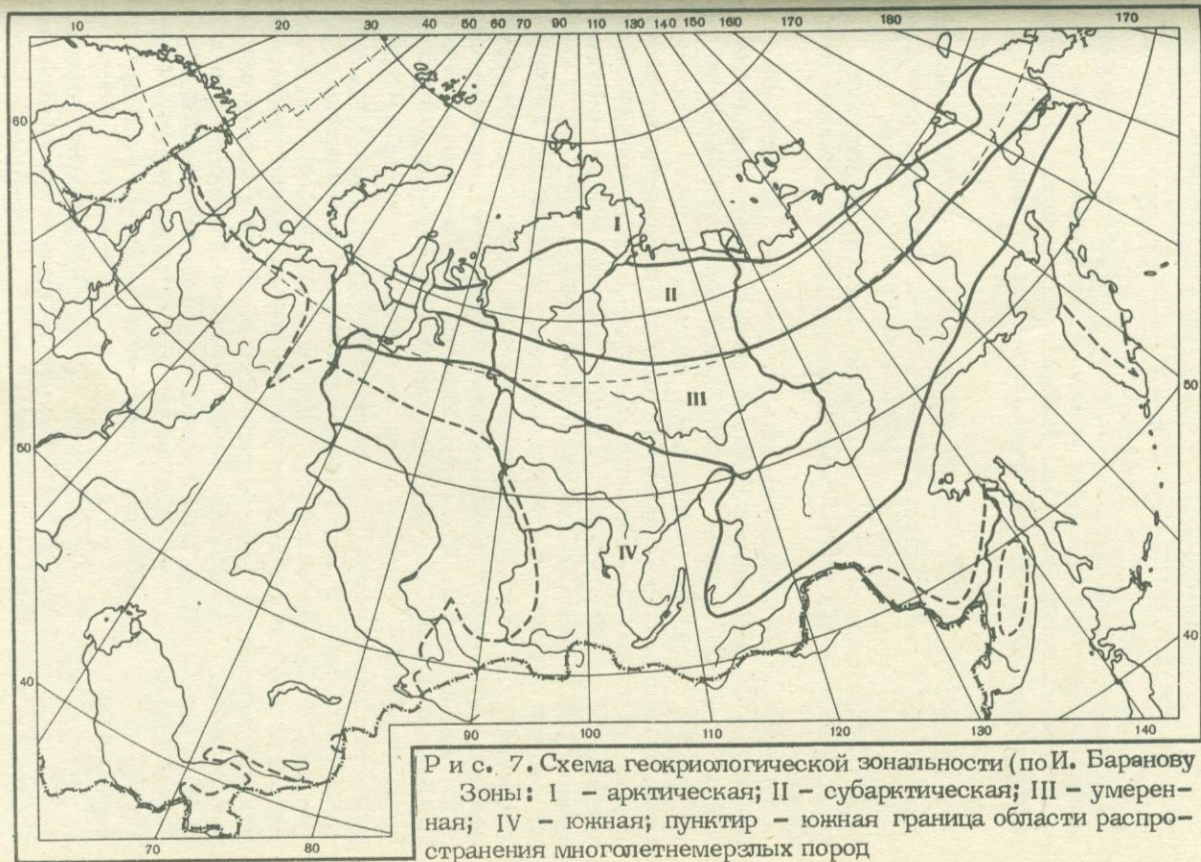 10 20 30 40 50 60 70 90 110 130 140 150 160 170 180 170
60
I
II
III
50
50
IV
40
40
90 100 110 120 130 140
70 80
Р и с. 7. Схема геокриологической зональности (по И. Баранову
Зоны: I – арктическая; II – субарктическая; III – умерен-
ная; IV – южная; пунктир – южная граница области распро-
странения многолетнемерзлых пород